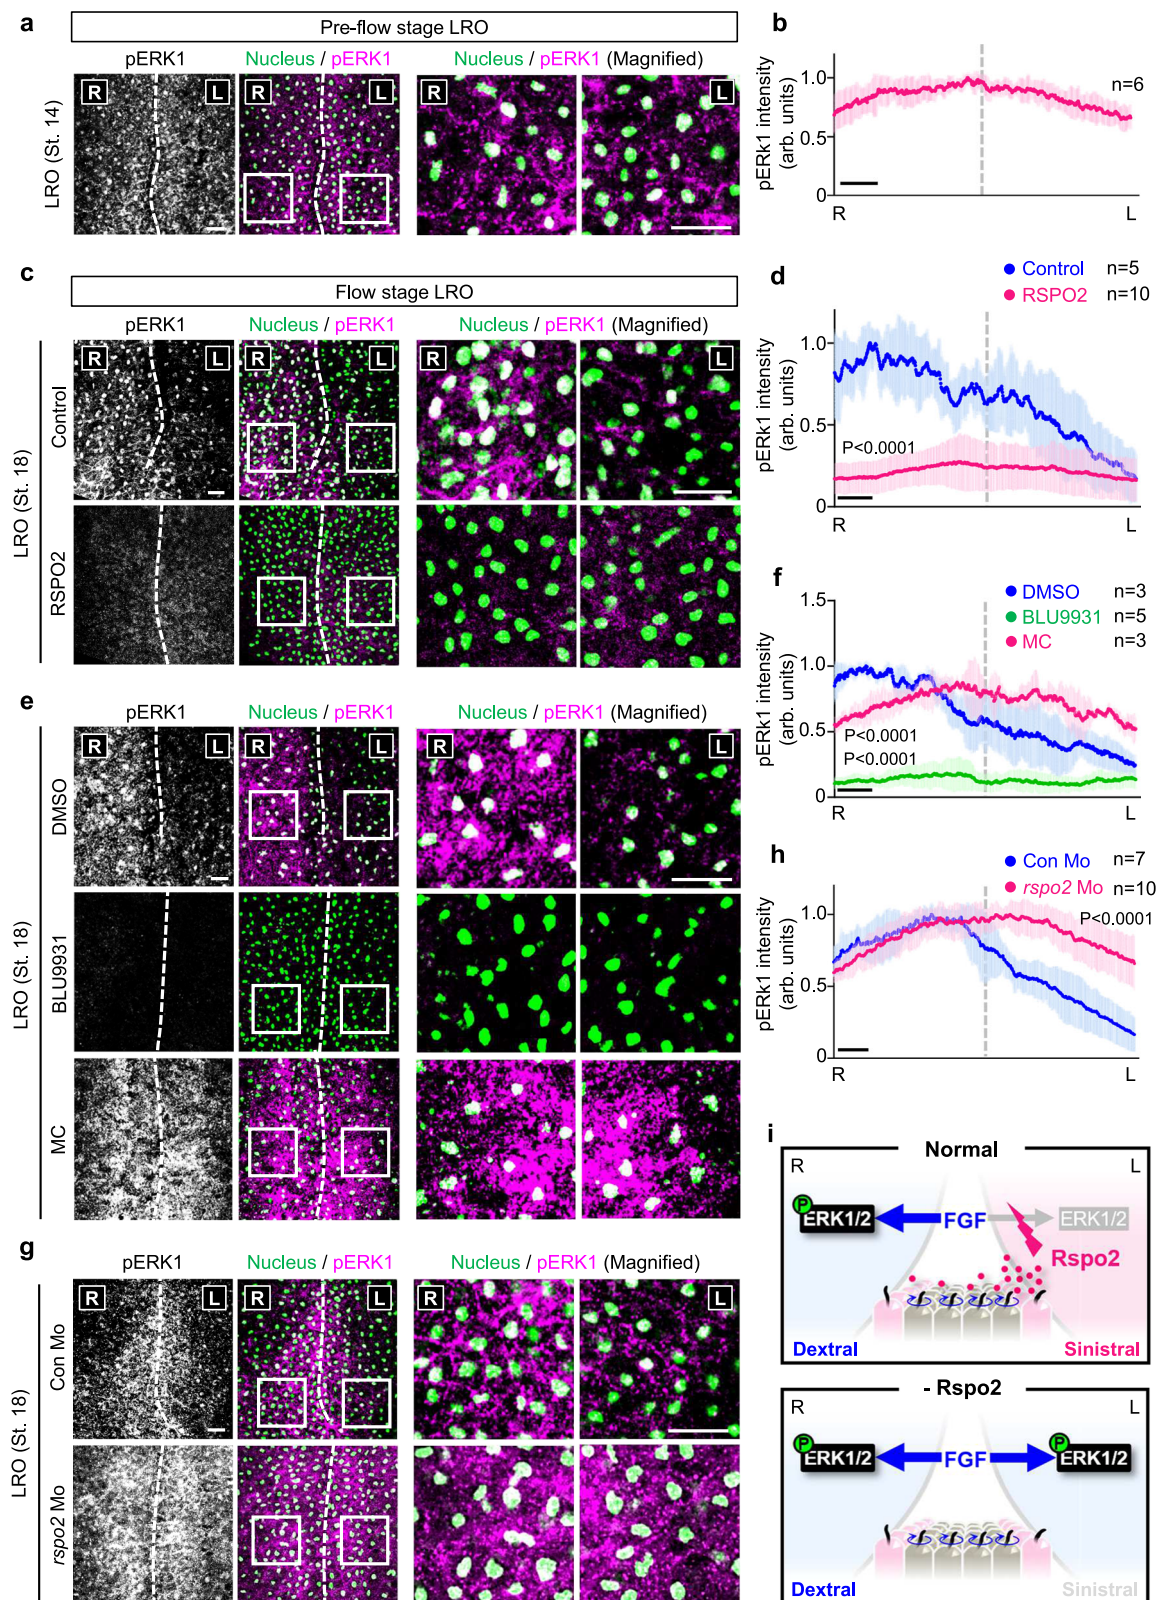 a
Pre-flow stage LRO
pERK1
Nucleus / pERK1
Nucleus / pERK1 (Magnified)
LRO (St. 14)
R
L
R
L
R
L
b
n=6
pERk1 intensity
(arb. units)
1.0
0.5
0
R
L
c
Flow stage LRO
pERK1
Nucleus / pERK1
Nucleus / pERK1 (Magnified)
LRO (St. 18)
Control
RSPO2
R
L
R
L
R
L
d
Control n=5
RSPO2 n=10
pERk1 intensity
(arb. units)
1.0
0.5
0
P<0.0001
R
L
e
pERK1
Nucleus / pERK1
Nucleus / pERK1 (Magnified)
LRO (St. 18)
DMSO
BLU9931
MC
R
L
R
L
R
L
f
DMSO n=3
BLU9931 n=5
MC n=3
pERk1 intensity
(arb. units)
1.5
1.0
0.5
0
P<0.0001
P<0.0001
R
L
g
pERK1
Nucleus / pERK1
Nucleus / pERK1 (Magnified)
LRO (St. 18)
Con Mo
rspo2 Mo
R
L
R
L
R
L
h
Con Mo n=7
rspo2 Mo n=10
P<0.0001
pERk1 intensity
(arb. units)
1.0
0.5
0
R
L
i
Normal
R
L
P
ERK1/2
FGF
ERK1/2
Rspo2
Dextral
Sinistral
- Rspo2
R
L
P
ERK1/2
FGF
P
ERK1/2
Dextral
Sinistral